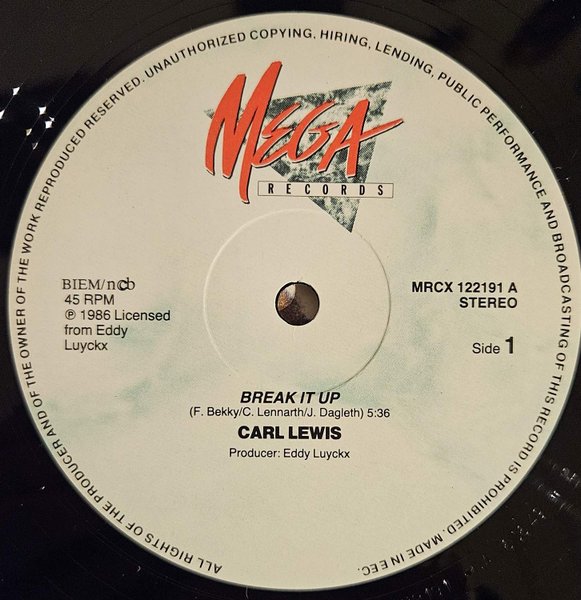 ALL RIGHTS OF THE PRODUCER AND OF THE OWNER OF THE WORK REPRODUCED RESERVED. UNAUTHORIZED COPYING, HIRING, LENDING, PUBLIC PERFORMANCE AND BROADCASTING OF THIS RECORD IS PROHIBITED. MADE IN EEC.
MEGA
RECORDS
BIEM/ncb
45 RPM
℗ 1986 Licensed
from Eddy
Luyckx
MRCX 122191 A
STEREO
Side 1
BREAK IT UP
(F. Bekky/C. Lennarth/J. Dagleth) 5:36
CARL LEWIS
Producer: Eddy Luyckx